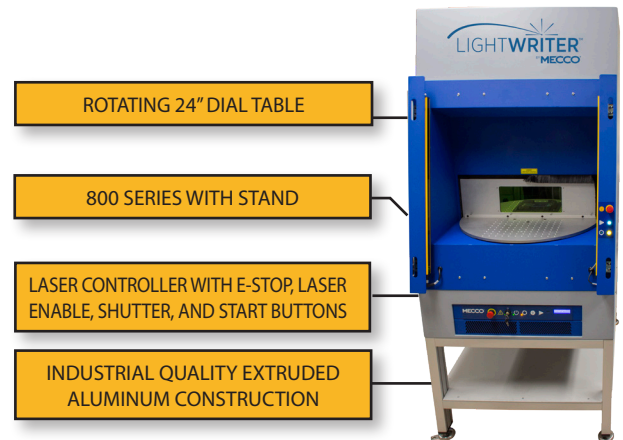 LIGHTWRITER™
BY MECCO
ROTATING 24" DIAL TABLE
800 SERIES WITH STAND
LASER CONTROLLER WITH E-STOP, LASER
ENABLE, SHUTTER, AND START BUTTONS
MECCO
INDUSTRIAL QUALITY EXTRUDED
ALUMINUM CONSTRUCTION